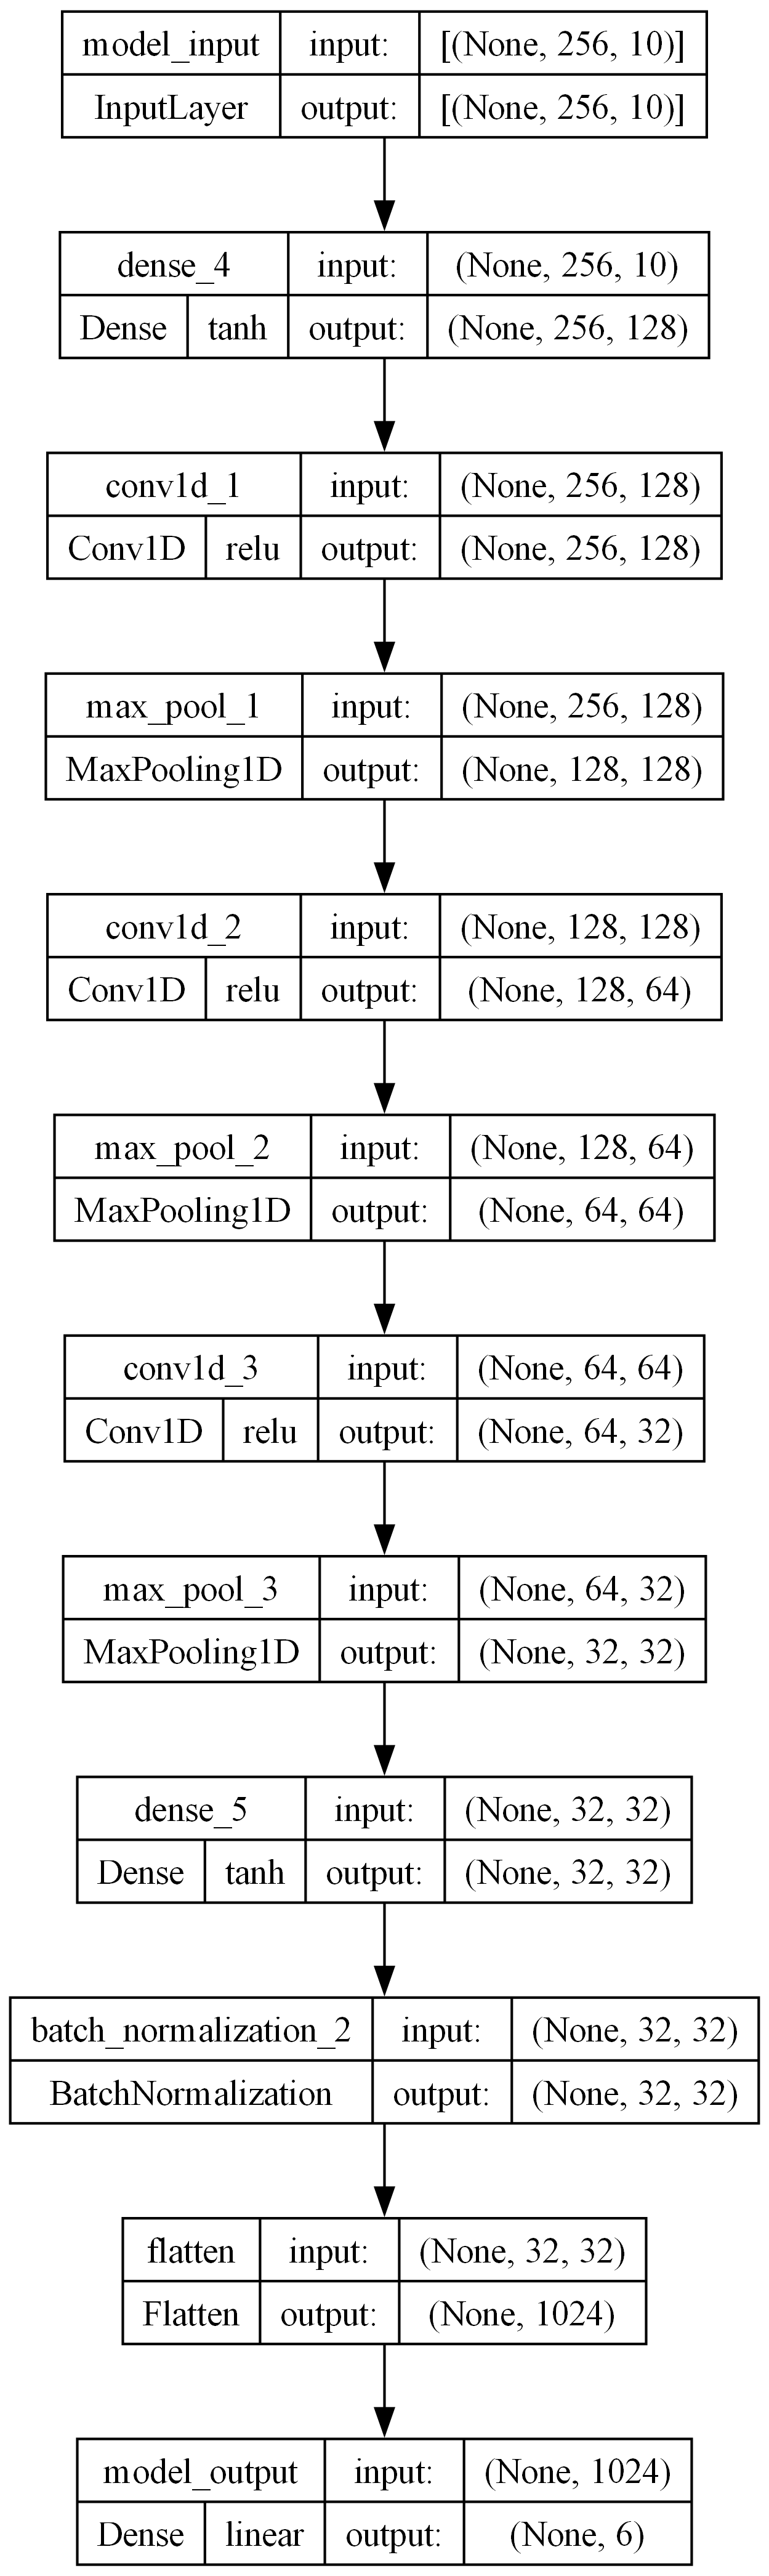 model_input input: [(None, 256, 10)]
InputLayer output: [(None, 256, 10)]
dense_4 input: (None, 256, 10)
Dense tanh output: (None, 256, 128)
conv1d_1 input: (None, 256, 128)
Conv1D relu output: (None, 256, 128)
max_pool_1 input: (None, 256, 128)
MaxPooling1D output: (None, 128, 128)
conv1d_2 input: (None, 128, 128)
Conv1D relu output: (None, 128, 64)
max_pool_2 input: (None, 128, 64)
MaxPooling1D output: (None, 64, 64)
conv1d_3 input: (None, 64, 64)
Conv1D relu output: (None, 64, 32)
max_pool_3 input: (None, 64, 32)
MaxPooling1D output: (None, 32, 32)
dense_5 input: (None, 32, 32)
Dense tanh output: (None, 32, 32)
batch_normalization_2 input: (None, 32, 32)
BatchNormalization output: (None, 32, 32)
flatten input: (None, 32, 32)
Flatten output: (None, 1024)
model_output input: (None, 1024)
Dense linear output: (None, 6)